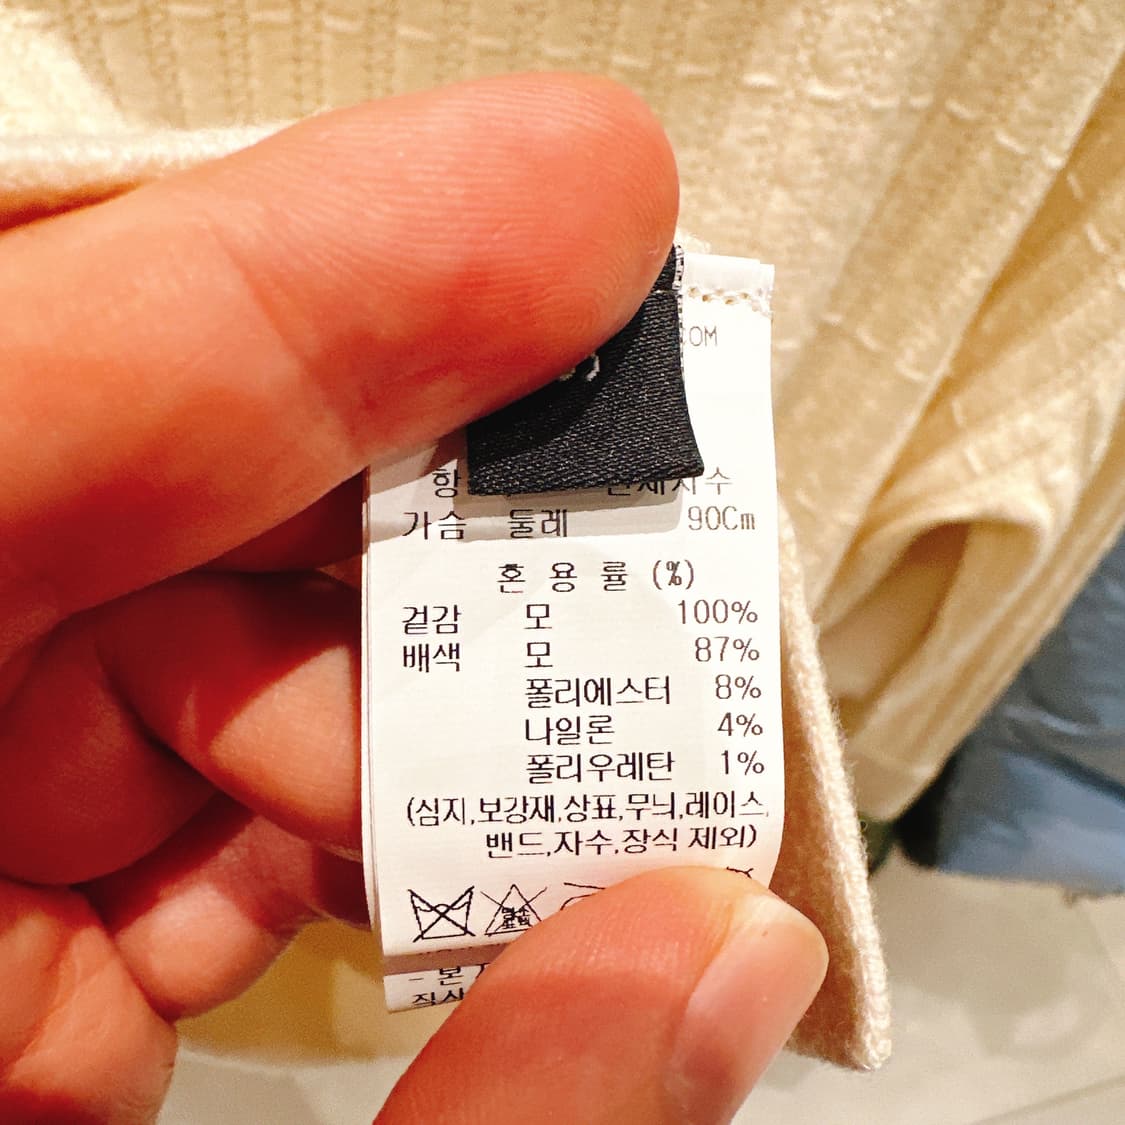 OM
가슴 둘레 90Cm
혼 용 률 (%)
겉감 모 100%
배색 모 87%
폴리에스터 8%
나일론 4%
폴리우레탄 1%
(심지,보강재,상표,무늬,레이스,
밴드,자수,장식 제외)